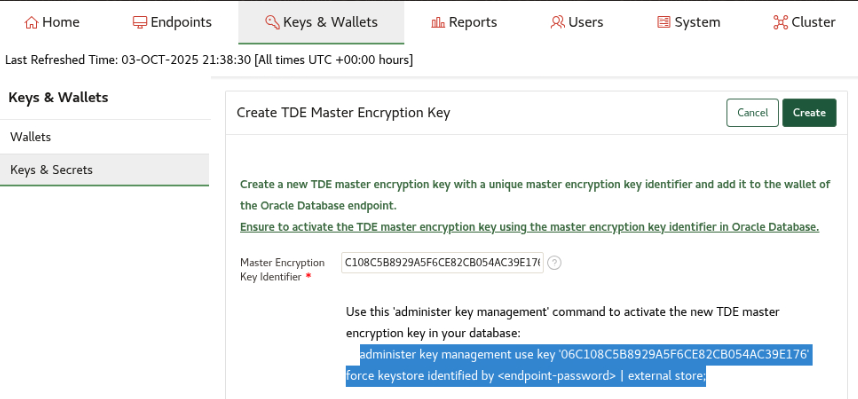 Home Endpoints Keys & Wallets Reports Users System Cluster
Last Refreshed Time: 03-OCT-2025 21:38:30 [All times UTC +00:00 hours]
Keys & Wallets
Wallets
Keys & Secrets
Create TDE Master Encryption Key Cancel Create
Create a new TDE master encryption key with a unique master encryption key identifier and add it to the wallet of
the Oracle Database endpoint.
Ensure to activate the TDE master encryption key using the master encryption key identifier in Oracle Database.
Master Encryption
Key Identifier *
C108C5B8929A5F6CE82CB054AC39E176 ?
Use this 'administer key management' command to activate the new TDE master
encryption key in your database:
administer key management use key '06C108C5B8929A5F6CE82CB054AC39E176'
force keystore identified by <endpoint-password> | external store;